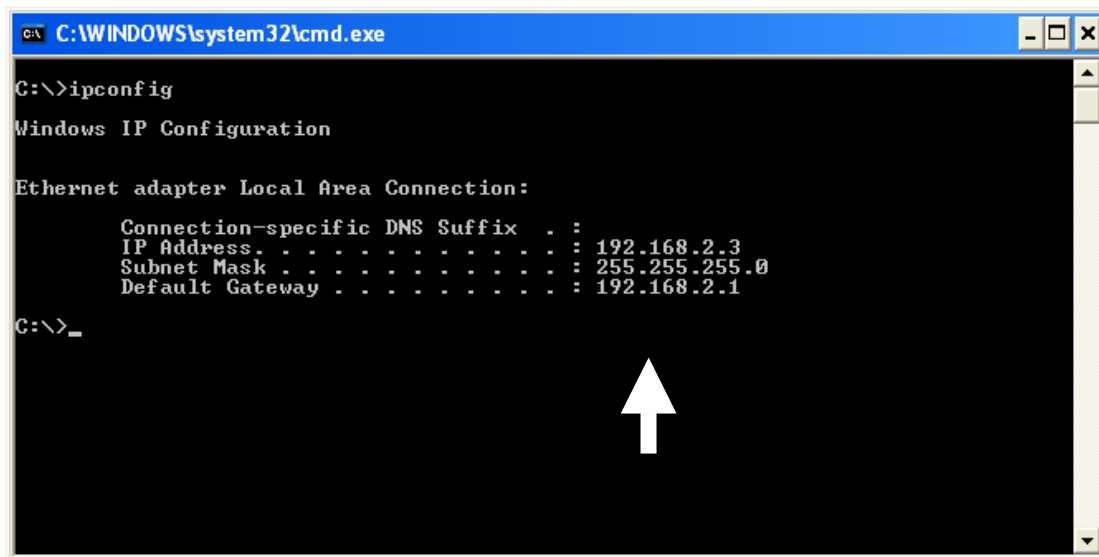 C:\WINDOWS\system32\cmd.exe
C:\>ipconfig
Windows IP Configuration
Ethernet adapter Local Area Connection:
Connection-specific DNS Suffix  . :
IP Address. . . . . . . . . . . . : 192.168.2.3
Subnet Mask . . . . . . . . . . . : 255.255.255.0
Default Gateway . . . . . . . . . : 192.168.2.1
C:\>_